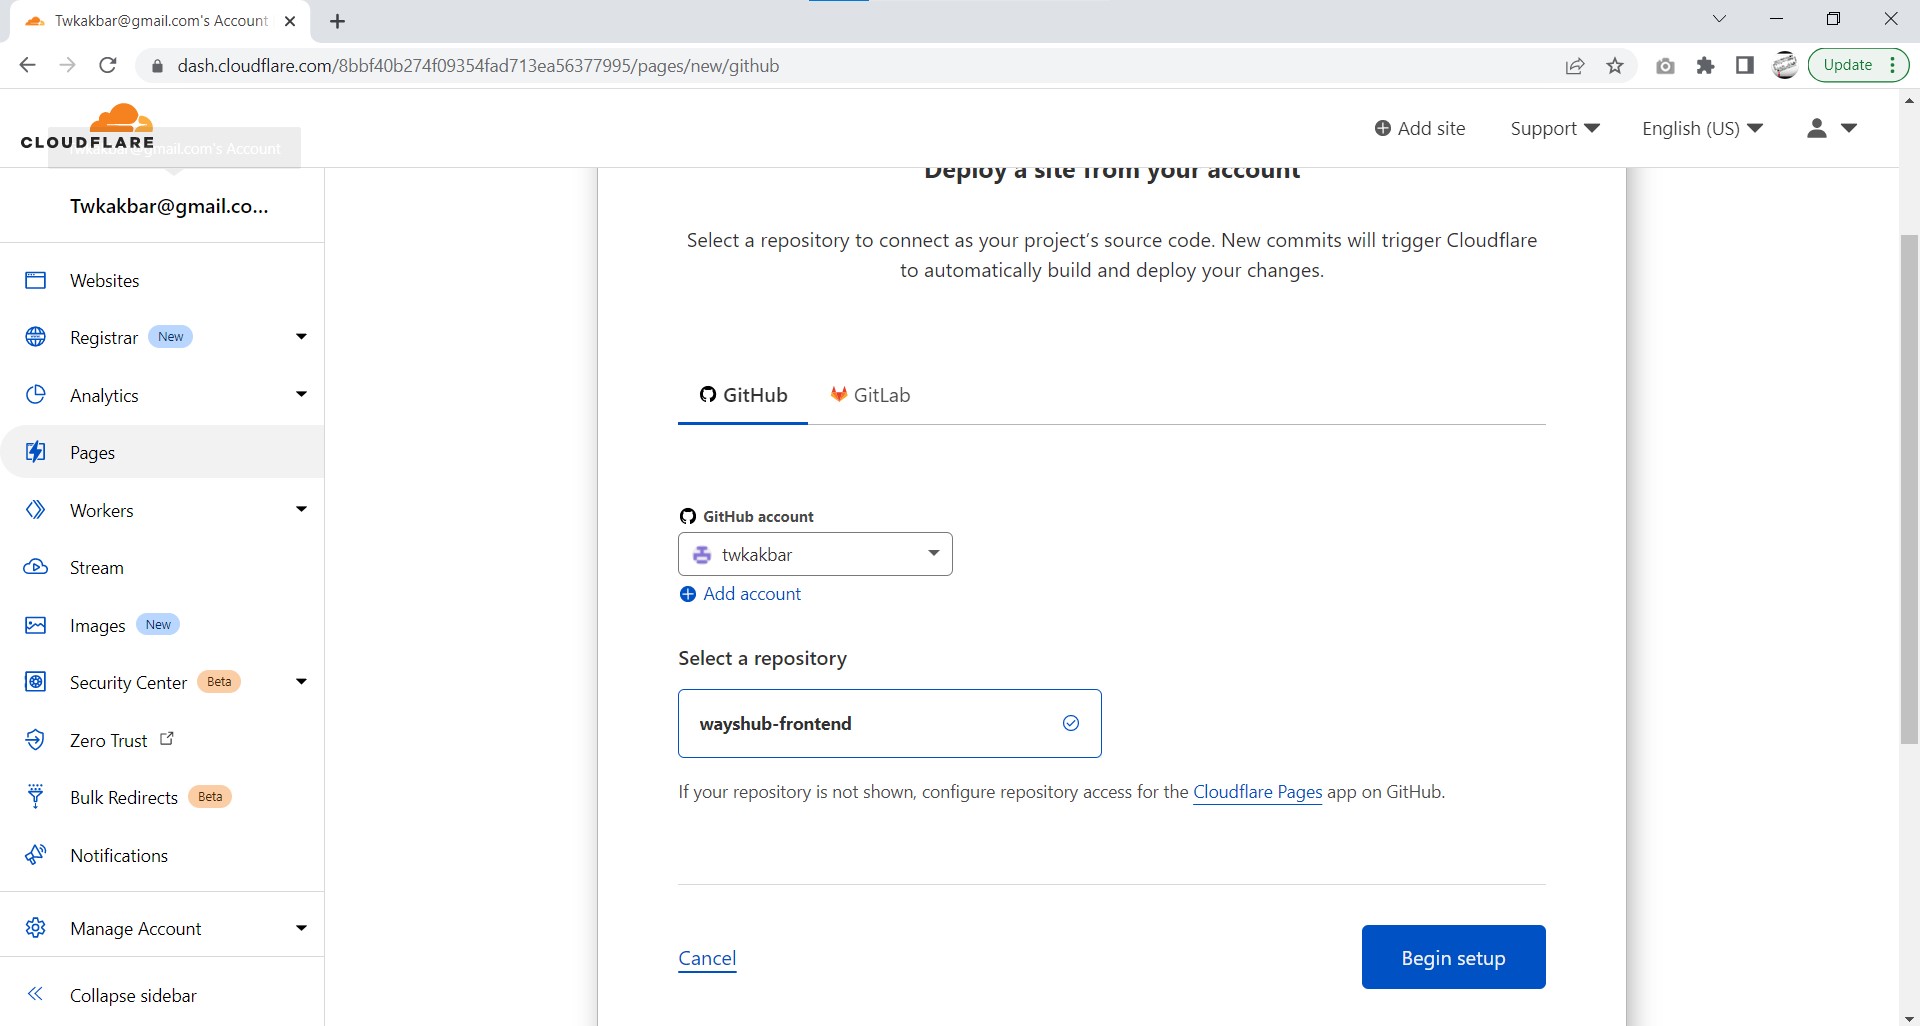 Twkakbar@gmail.com's Account
dash.cloudflare.com/8bbf40b274f09354fad713ea56377995/pages/new/github
Update
CLOUDFLARE
Twkakbar@gmail.com's Account
Add site
Support
English (US)
Twkakbar@gmail.co...
Websites
Registrar New
Analytics
Pages
Workers
Stream
Images New
Security Center Beta
Zero Trust
Bulk Redirects Beta
Notifications
Manage Account
Collapse sidebar
Deploy a site from your account
Select a repository to connect as your project’s source code. New commits will trigger Cloudflare
to automatically build and deploy your changes.
GitHub
GitLab
GitHub account
twkakbar
Add account
Select a repository
wayshub-frontend
If your repository is not shown, configure repository access for the Cloudflare Pages app on GitHub.
Cancel
Begin setup